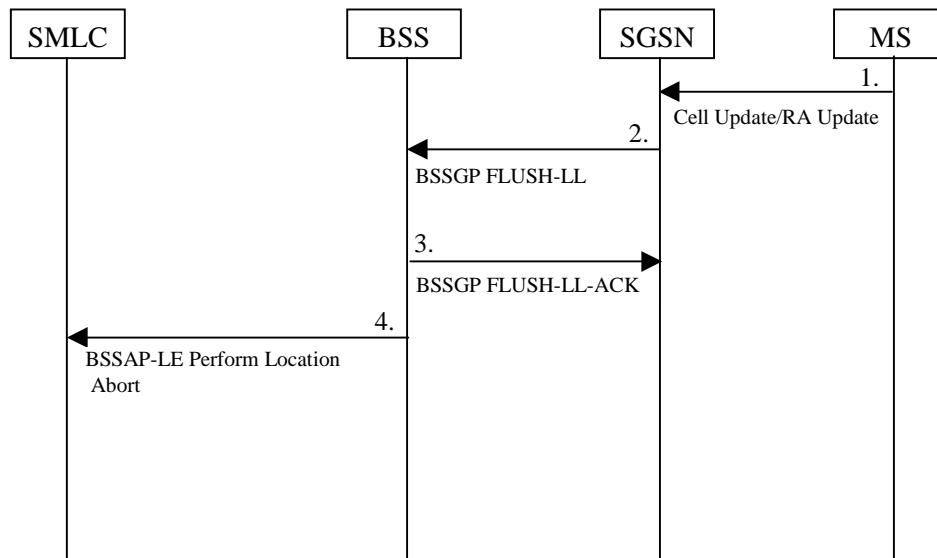 SMLC
BSS
SGSN
MS
1.
Cell Update/RA Update
2.
BSSGP FLUSH-LL
3.
BSSGP FLUSH-LL-ACK
4.
BSSAP-LE Perform Location
Abort